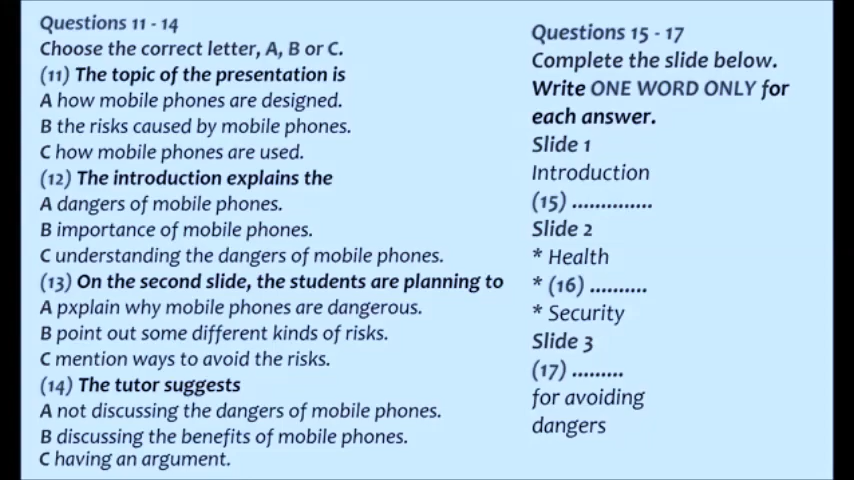 Questions 11 - 14
Choose the correct letter, A, B or C.
(11) The topic of the presentation is
A how mobile phones are designed.
B the risks caused by mobile phones.
C how mobile phones are used.
(12) The introduction explains the
A dangers of mobile phones.
B importance of mobile phones.
C understanding the dangers of mobile phones.
(13) On the second slide, the students are planning to
A pxplain why mobile phones are dangerous.
B point out some different kinds of risks.
C mention ways to avoid the risks.
(14) The tutor suggests
A not discussing the dangers of mobile phones.
B discussing the benefits of mobile phones.
C having an argument.
Questions 15 - 17
Complete the slide below.
Write ONE WORD ONLY for
each answer.
Slide 1
Introduction
(15) ..............
Slide 2
* Health
* (16) ..........
* Security
Slide 3
(17) .........
for avoiding
dangers